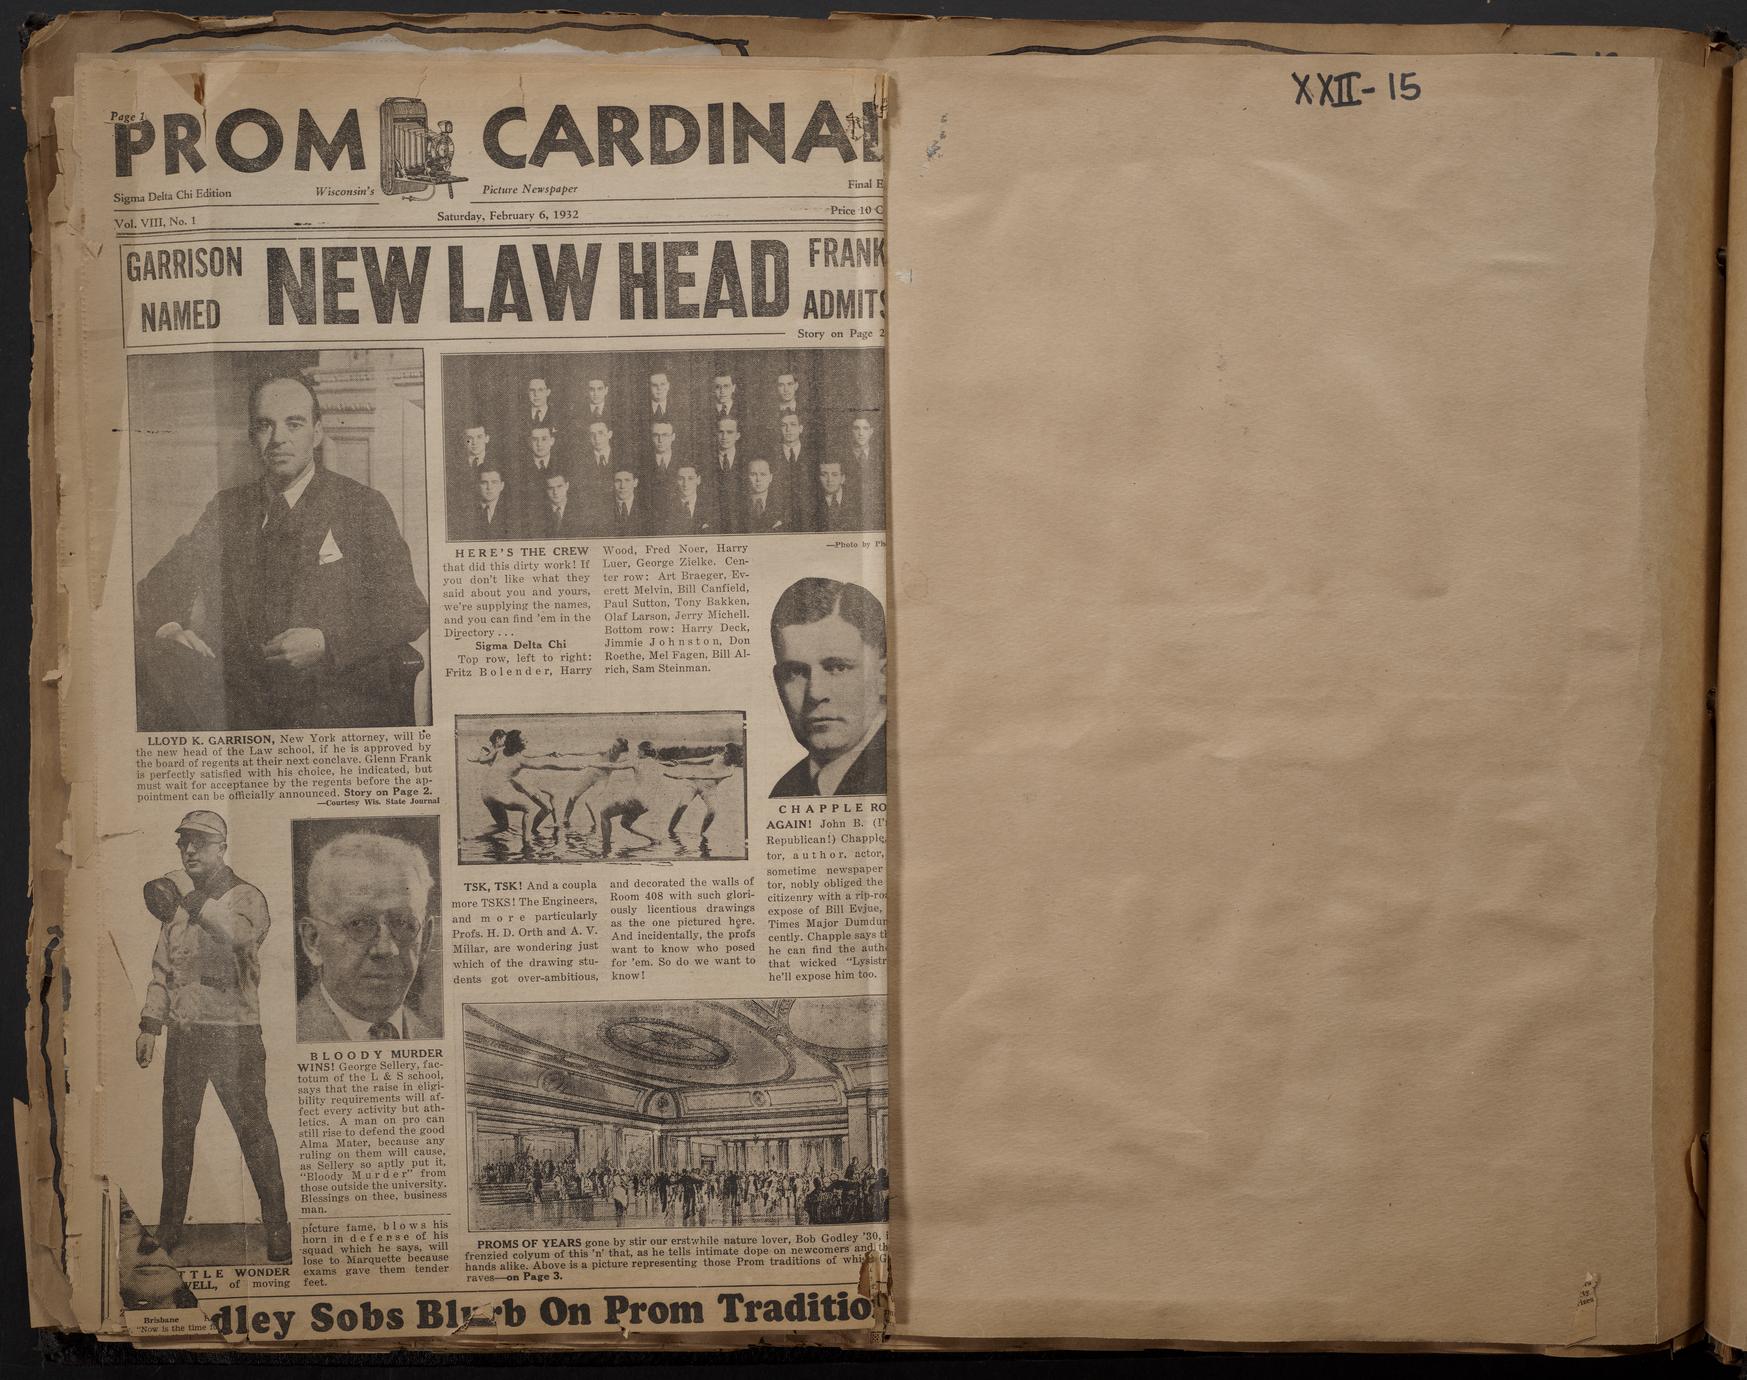 XXII-15
Page 1
PROM CARDINAL
Sigma Delta Chi Edition
Wisconsin's
Picture Newspaper
Final E
Vol. VIII, No. 1
Saturday, February 6, 1932
Price 10 C
GARRISON
NAMED
NEW LAW HEAD
FRANK
ADMITS
Story on Page 2
LLOYD K. GARRISON, New York attorney, will be
the new head of the Law school, if he is approved by
the board of regents at their next conclave. Glenn Frank
is perfectly satisfied with his choice, he indicated, but
must wait for acceptance by the regents before the ap-
pointment can be officially announced. Story on Page 2.
—Courtesy Wis. State Journal
HERE'S THE CREW
that did this dirty work! If
you don't like what they
said about you and yours,
we're supplying the names,
and you can find 'em in the
Directory . . .
Sigma Delta Chi
Top row, left to right:
Fritz Bolender, Harry
Wood, Fred Noer, Harry
Luer, George Zielke. Cen-
ter row: Art Braeger, Ev-
erett Melvin, Bill Canfield,
Paul Sutton, Tony Bakken,
Olaf Larson, Jerry Michell.
Bottom row: Harry Deck,
Jimmie Johnston, Don
Roethe, Mel Fagen, Bill Al-
rich, Sam Steinman.
—Photo by Ph
TSK, TSK! And a coupla
more TSKS! The Engineers,
and more particularly
Profs. H. D. Orth and A. V.
Millar, are wondering just
which of the drawing stu-
dents got over-ambitious,
and decorated the walls of
Room 408 with such glori-
ously licentious drawings
as the one pictured here.
And incidentally, the profs
want to know who posed
for 'em. So do we want to
know!
CHAPPLE RO
AGAIN! John B. (I'
Republican!) Chapple,
tor, author, actor,
sometime newspaper
tor, nobly obliged the
citizenry with a rip-ro
expose of Bill Evjue,
Times Major Dumdum
cently. Chapple says t
he can find the auth
that wicked "Lysistr
he'll expose him too.
BLOODY MURDER
WINS! George Sellery, fac-
totum of the L & S school,
says that the raise in eligi-
bility requirements will af-
fect every activity but ath-
letics. A man on pro can
still rise to defend the good
Alma Mater, because any
ruling on them will cause,
as Sellery so aptly put it,
"Bloody Murder" from
those outside the university.
Blessings on thee, business
man.
TTLE WONDER
WELL, of moving
picture fame, blows his
horn in defense of his
squad which he says, will
lose to Marquette because
exams gave them tender
feet.
PROMS OF YEARS gone by stir our erstwhile nature lover, Bob Godley '30, i
frenzied colyum of this 'n' that, as he tells intimate dope on newcomers and th
hands alike. Above is a picture representing those Prom traditions of which G
raves—on Page 3.
Brisbane
"Now is the time
dley Sobs Blurb On Prom Traditio